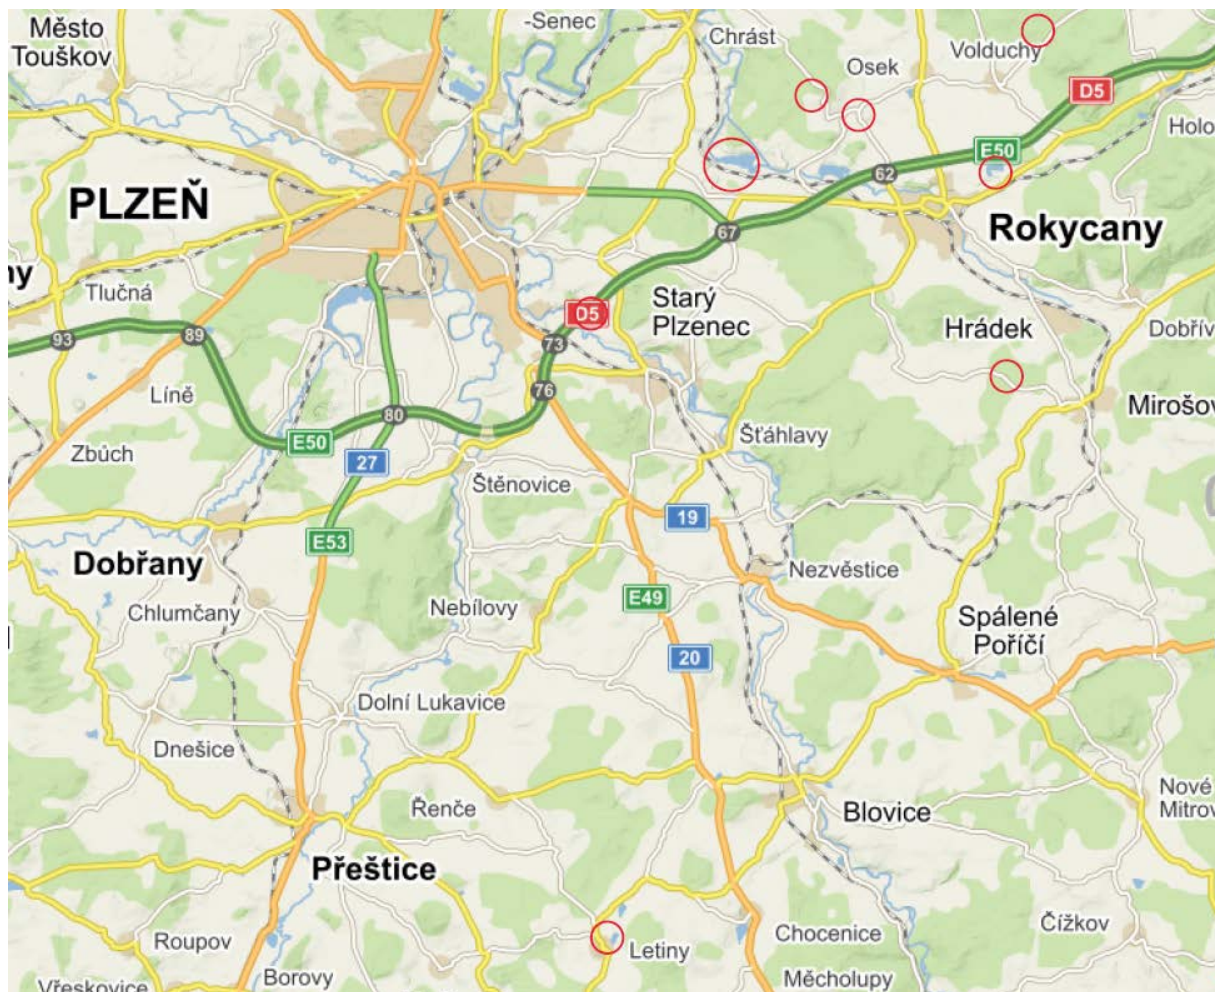 -Senec
Město
Touškov
Chrást
Volduchy
Osek
D5
Holo
E50
62
PLZEŇ
67
Rokycany
ny
Tlučná
D5
Starý
Plzenec
Hrádek
Dobřív
93
89
73
76
Líně
Mirošov
80
Šťáhlavy
E50
27
Zbůch
Štěnovice
19
E53
Dobřany
Nezvěstice
Chlumčany
Nebílovy
E49
Spálené
Poříčí
20
Dolní Lukavice
Dnešice
Nové
Mitrov
Řenče
Blovice
Přeštice
Čížkov
Roupov
Letiny
Chocenice
Borovy
Měcholupy
Vřeskovice